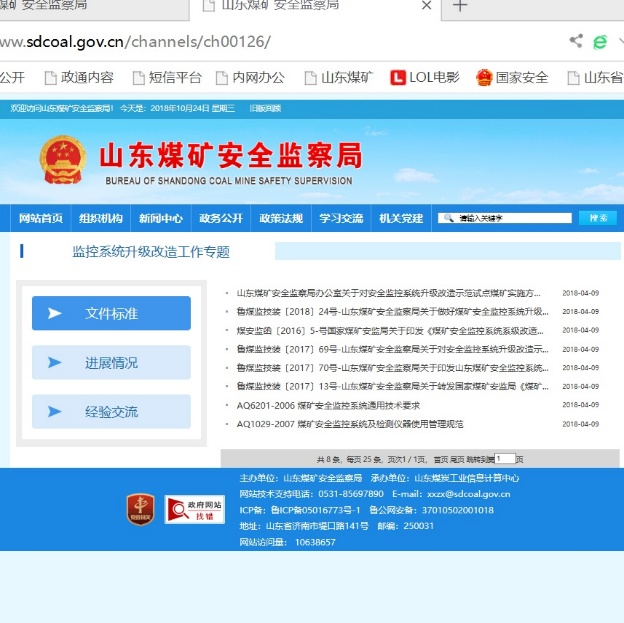 山东煤矿安全监察局
ww.sdcoal.gov.cn/channels/ch00126/
公开 政通内容 短信平台 内网办公 山东煤矿 LOL电影 国家安全 山东省
欢迎访问山东煤矿安全监察局! 今天是: 2018年10月24日 星期三 旧版回顾
山东煤矿安全监察局
BUREAU OF SHANDONG COAL MINE SAFETY SUPERVISION
网站首页 组织机构 新闻中心 政务公开 政策法规 学习交流 机关党建 请输入关键字 搜索
监控系统升级改造工作专题
文件标准
进展情况
经验交流
山东煤矿安全监察局办公室关于对安全监控系统升级改造示范试点煤矿实施方... 2018-04-09
鲁煤监技装〔2018〕24号-山东煤矿安全监察局关于做好煤矿安全监控系统升级... 2018-04-09
煤安监函〔2016〕5-号国家煤矿安监局关于印发《煤矿安全监控系统系级改造... 2018-04-09
鲁煤监技装〔2017〕69号-山东煤矿安全监察局关于对安全监控系统升级改造示... 2018-04-09
鲁煤监技装〔2017〕70号-山东煤矿安全监察局关于印发山东煤矿安全监控系统... 2018-04-09
鲁煤监技装〔2017〕13号-山东煤矿安全监察局关于转发国家煤矿安监局《煤矿... 2018-04-09
AQ6201-2006 煤矿安全监控系统通用技术要求 2018-04-09
AQ1029-2007 煤矿安全监控系统及检测仪器使用管理规范 2018-04-09
共 8 条, 每页 25 条, 页次1 / 1页, 首页 尾页 跳转到第1页
主办单位: 山东煤矿安全监察局 承办单位: 山东煤炭工业信息计算中心
网站技术支持电话: 0531-85697890 E-mail: xxzx@sdcoal.gov.cn
ICP备: 鲁ICP备05016773号-1 鲁公网安备: 37010502001018
地址: 山东省济南市堤口路141号 邮编: 250031
网站访问量: 10638657
政府网站
找错